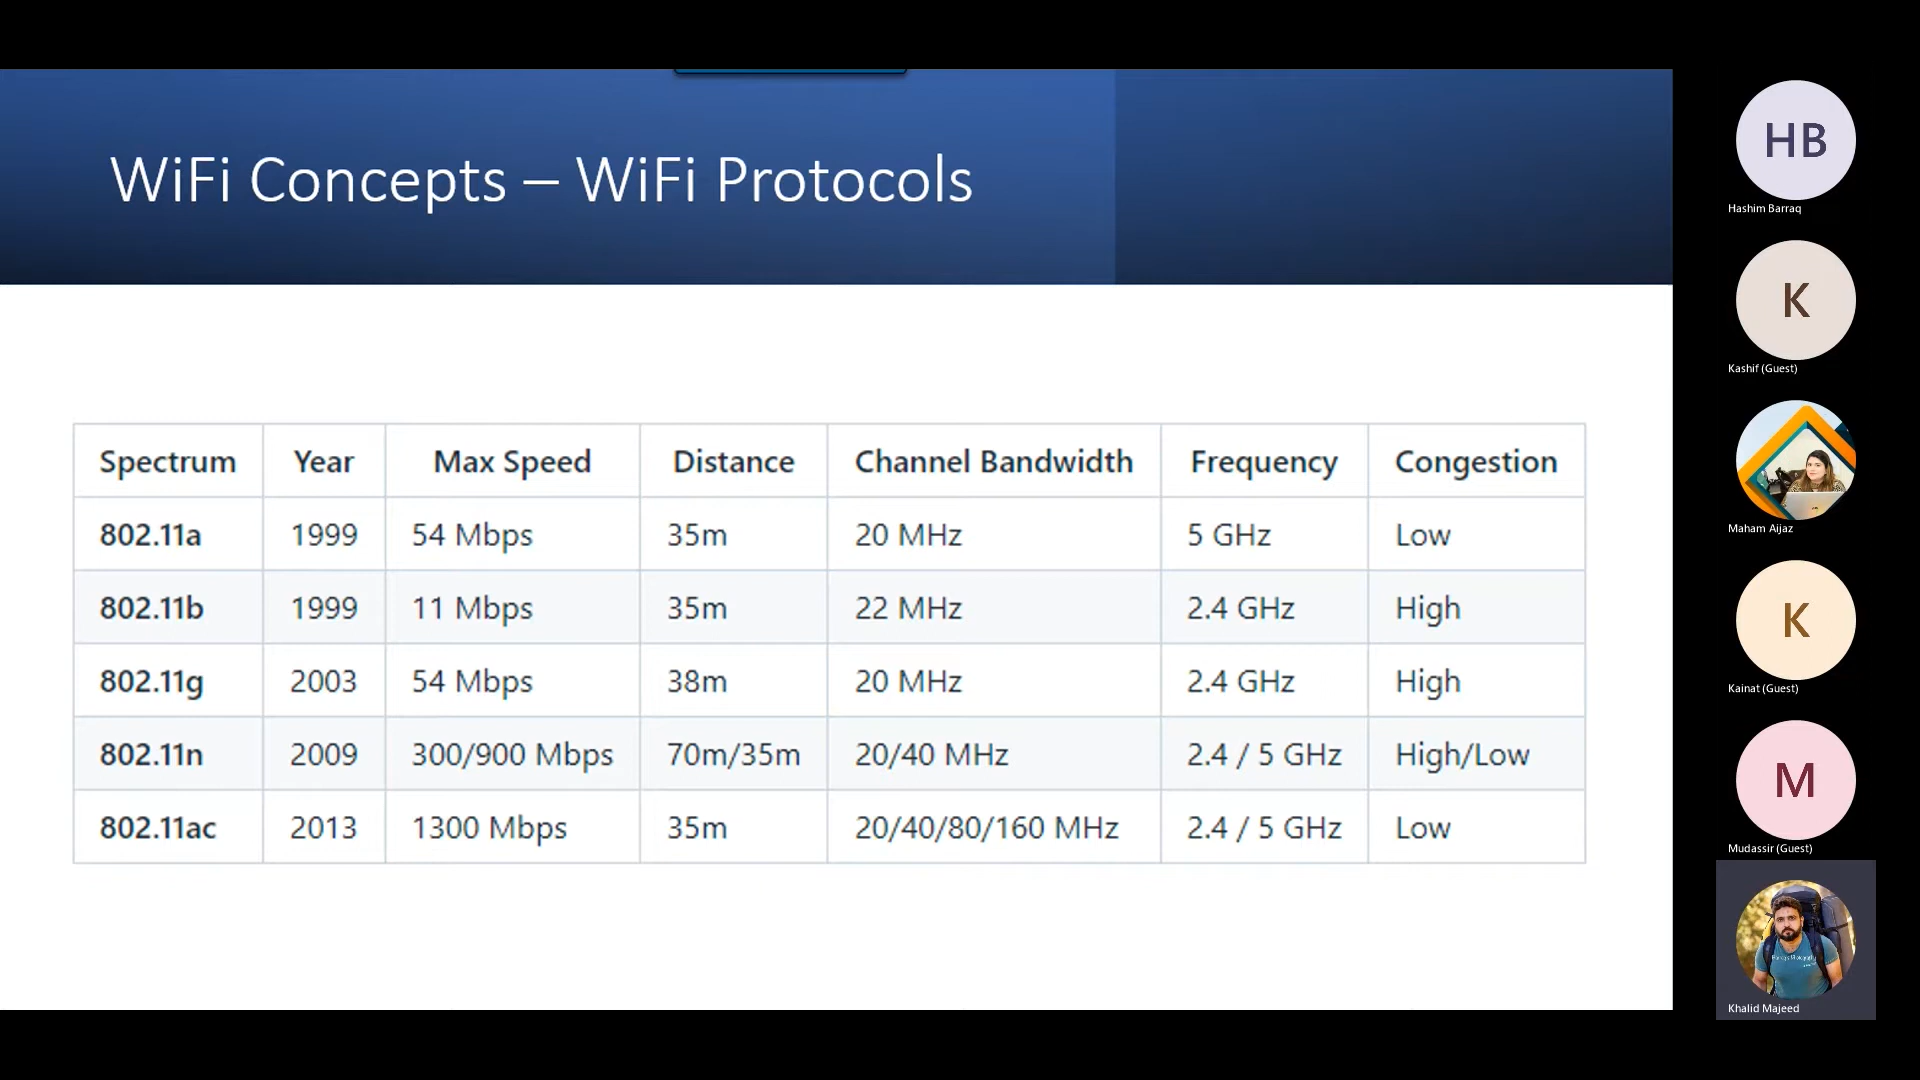 WiFi Concepts – WiFi Protocols
Spectrum Year Max Speed Distance Channel Bandwidth Frequency Congestion
802.11a 1999 54 Mbps 35m 20 MHz 5 GHz Low
802.11b 1999 11 Mbps 35m 22 MHz 2.4 GHz High
802.11g 2003 54 Mbps 38m 20 MHz 2.4 GHz High
802.11n 2009 300/900 Mbps 70m/35m 20/40 MHz 2.4 / 5 GHz High/Low
802.11ac 2013 1300 Mbps 35m 20/40/80/160 MHz 2.4 / 5 GHz Low
HB
Hashim Barraq
K
Kashif (Guest)
Maham Aijaz
K
Kainat (Guest)
M
Mudassir (Guest)
Khalid Majeed